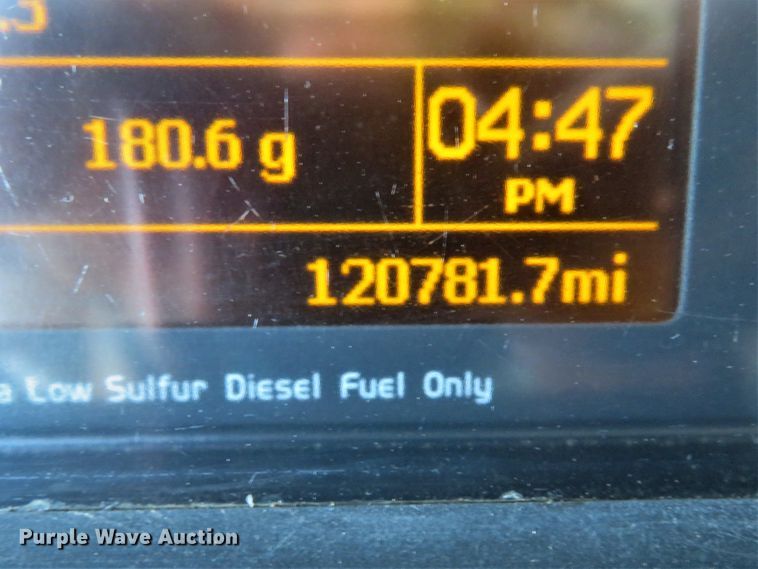 180.6 g
04:47
PM
120781.7mi
Low Sulfur Diesel Fuel Only
Purple Wave Auction